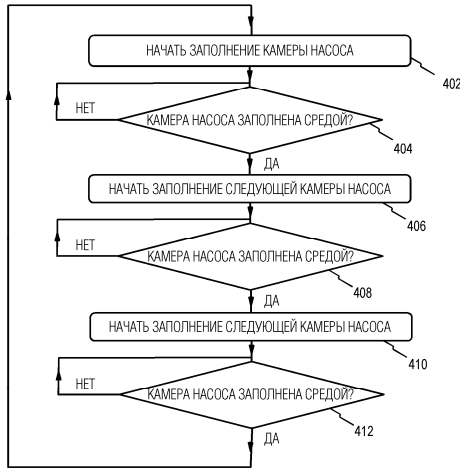 НАЧАТЬ ЗАПОЛНЕНИЕ КАМЕРЫ НАСОСА
402
НЕТ
КАМЕРА НАСОСА ЗАПОЛНЕНА СРЕДОЙ?
404
ДА
НАЧАТЬ ЗАПОЛНЕНИЕ СЛЕДУЮЩЕЙ КАМЕРЫ НАСОСА
406
НЕТ
КАМЕРА НАСОСА ЗАПОЛНЕНА СРЕДОЙ?
408
ДА
НАЧАТЬ ЗАПОЛНЕНИЕ СЛЕДУЮЩЕЙ КАМЕРЫ НАСОСА
410
НЕТ
КАМЕРА НАСОСА ЗАПОЛНЕНА СРЕДОЙ?
412
ДА